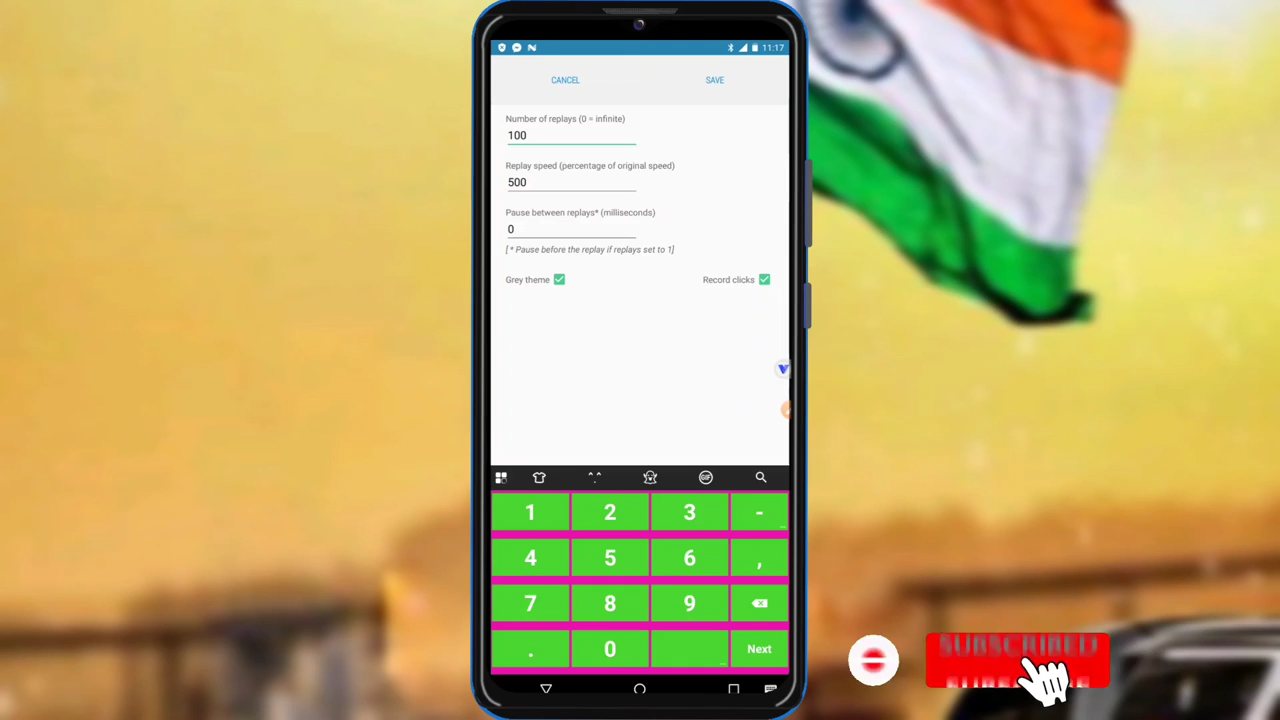 11:17
CANCEL SAVE
Number of replays (0 = infinite)
100
Replay speed (percentage of original speed)
500
Pause between replays* (milliseconds)
0
[ * Pause before the replay if replays set to 1]
Grey theme Record clicks
GIF
1 2 3 -
4 5 6 ,
7 8 9
. 0 Next
SUBSCRIBED